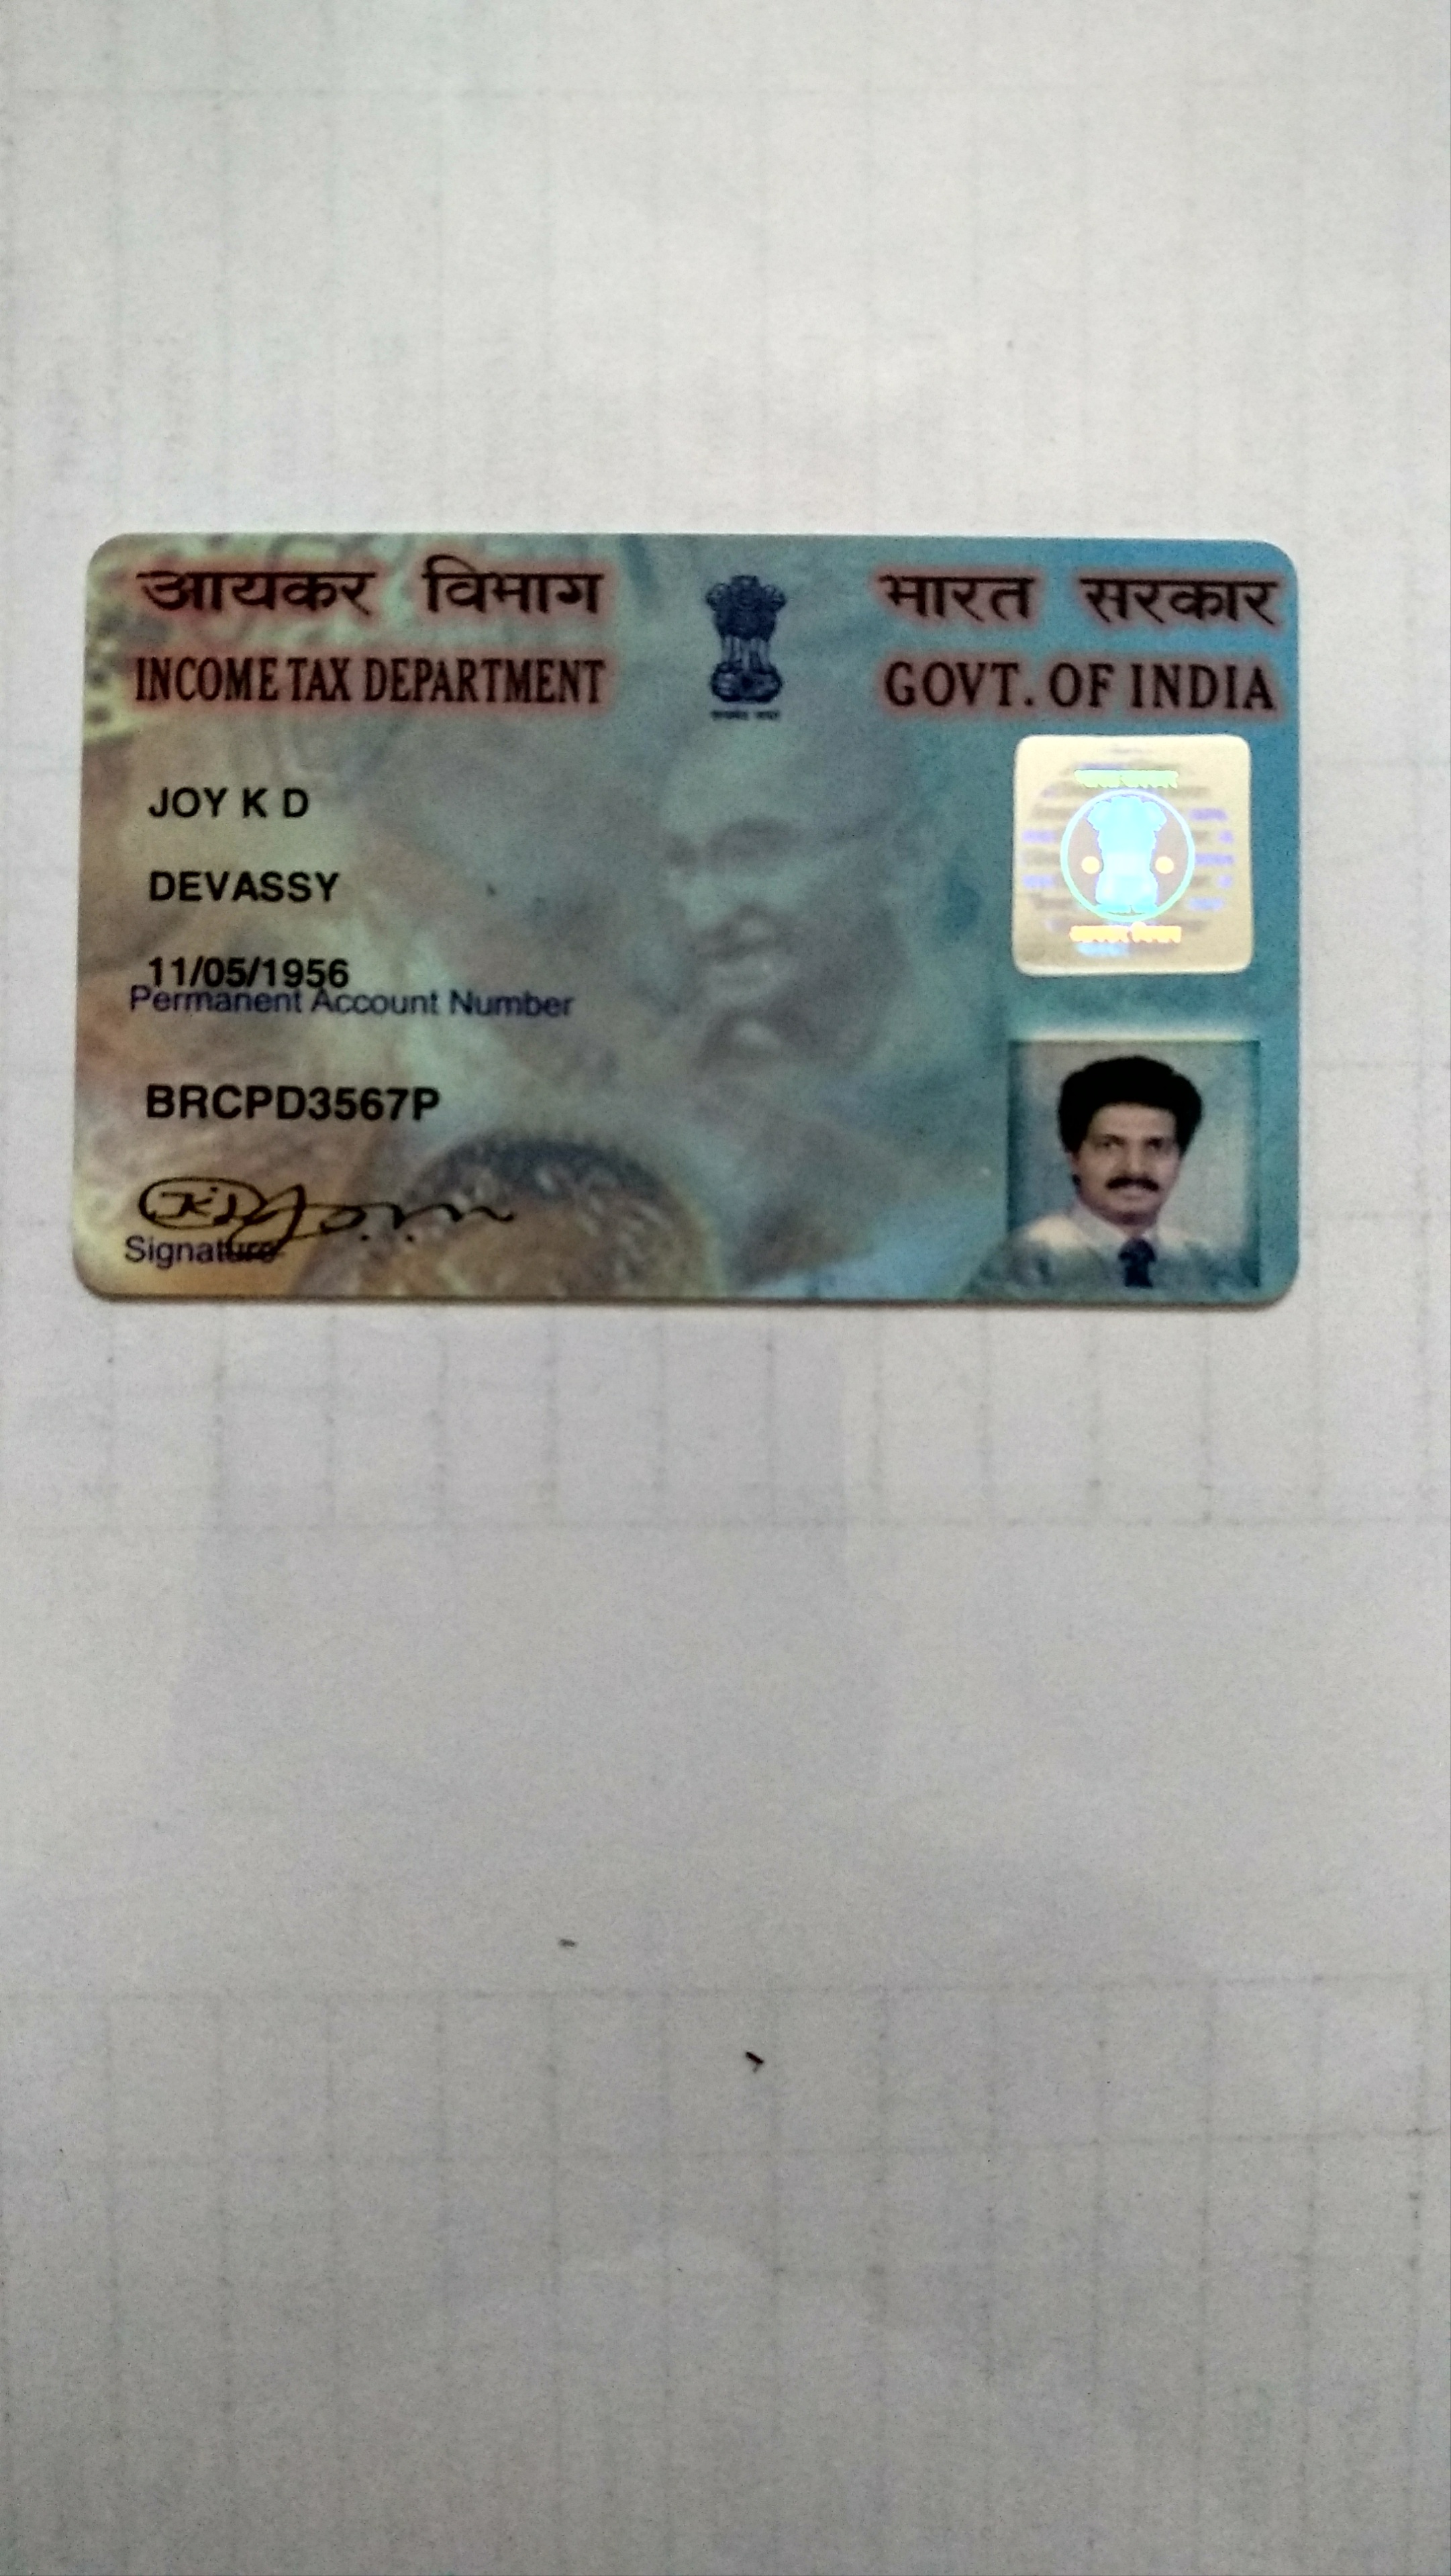 आयकर विभाग भारत सरकार
INCOME TAX DEPARTMENT GOVT. OF INDIA
JOY K D
DEVASSY
11/05/1956
Permanent Account Number
BRCPD3567P
Signature